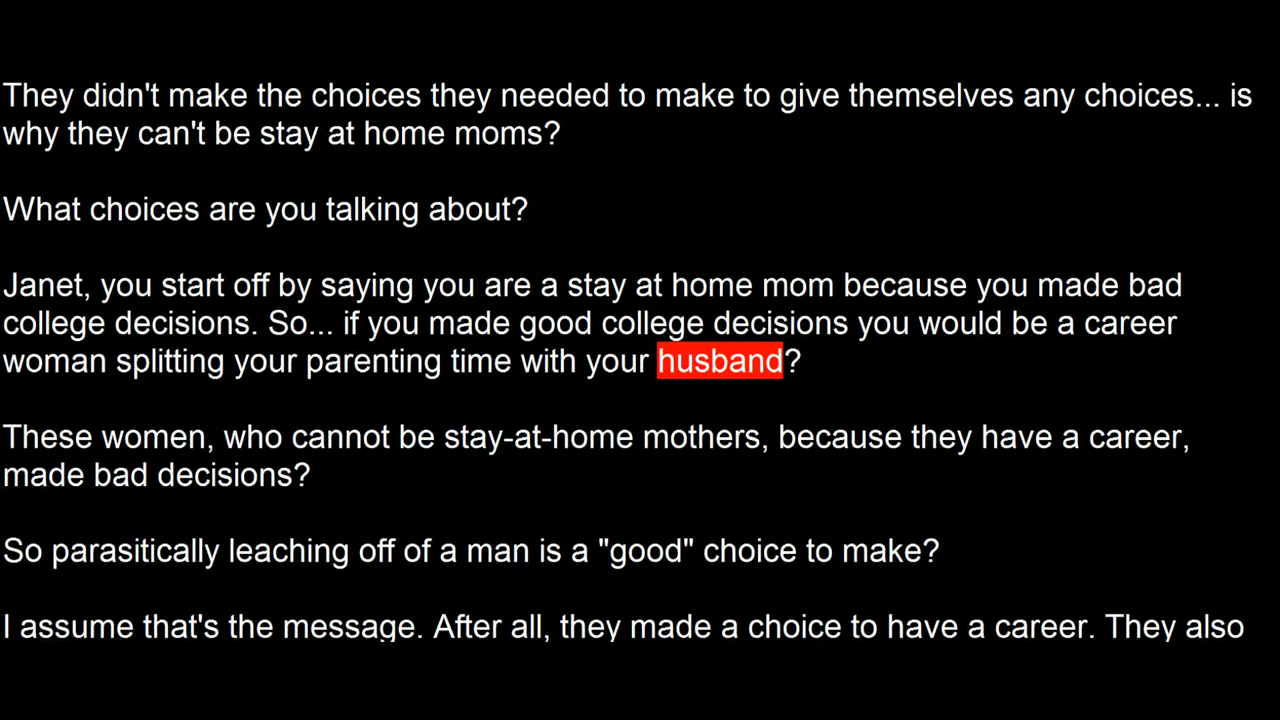 They didn't make the choices they needed to make to give themselves any choices... is
why they can't be stay at home moms?
What choices are you talking about?
Janet, you start off by saying you are a stay at home mom because you made bad
college decisions. So... if you made good college decisions you would be a career
woman splitting your parenting time with your husband?
These women, who cannot be stay-at-home mothers, because they have a career,
made bad decisions?
So parasitically leaching off of a man is a "good" choice to make?
I assume that's the message. After all, they made a choice to have a career. They also